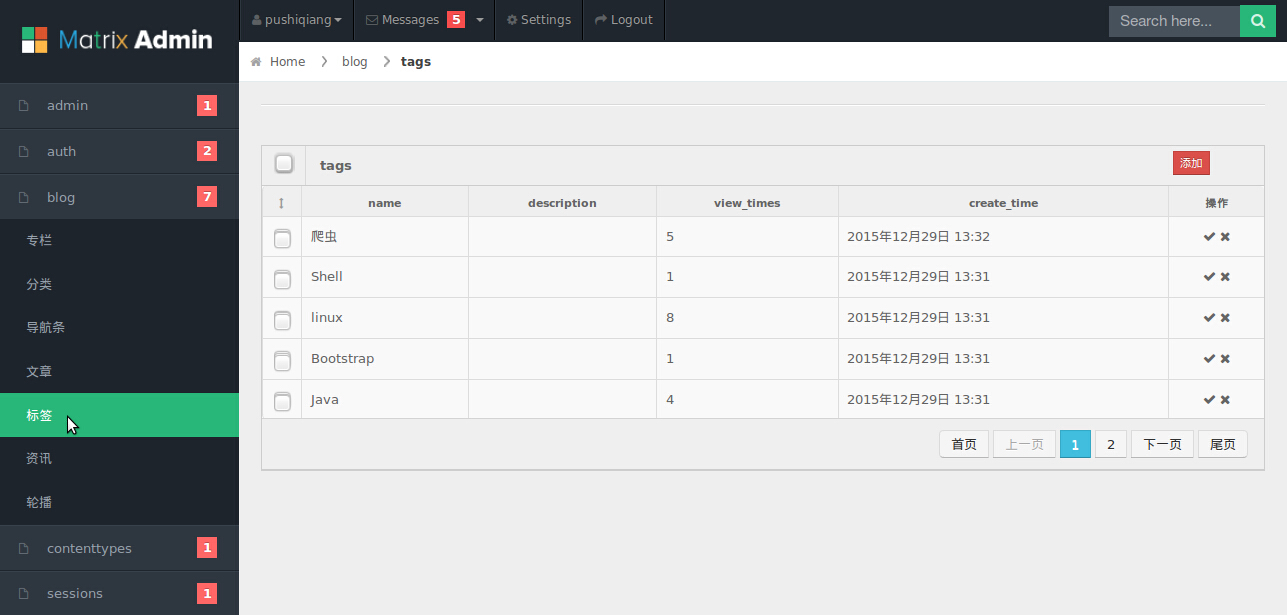 Matrix Admin
pushiqiang Messages 5 Settings Logout Search here...
Home blog tags
admin 1
auth 2
blog 7
专栏
分类
导航条
文章
标签
资讯
轮播
contenttypes 1
sessions 1
tags 添加
name description view_times create_time 操作
爬虫 5 2015年12月29日 13:32
Shell 1 2015年12月29日 13:31
linux 8 2015年12月29日 13:31
Bootstrap 1 2015年12月29日 13:31
Java 4 2015年12月29日 13:31
首页 上一页 1 2 下一页 尾页